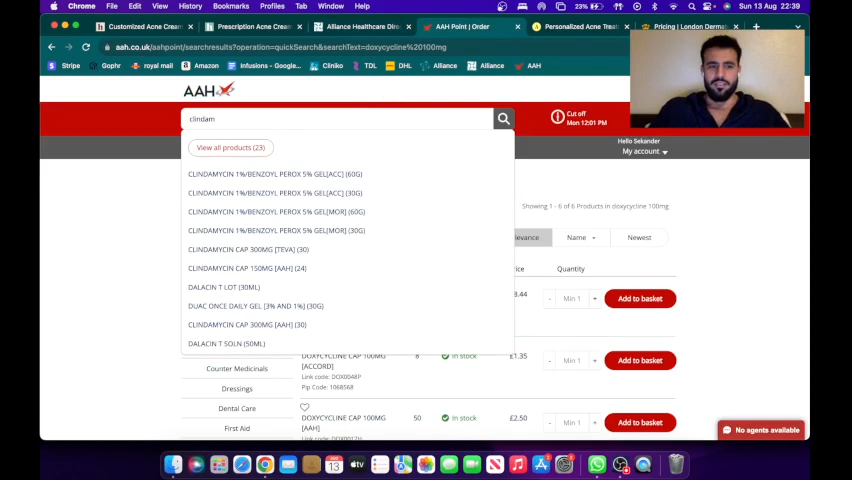 Chrome File Edit View History Bookmarks Profiles Tab Window Help 23% Sun 13 Aug 22:39
Customized Acne Cream Prescription Acne Cream Alliance Healthcare Dir AAH Point | Order Personalized Acne Treat Pricing | London Dermat
aah.co.uk/aahpoint/searchresults?operation=quickSearch&searchText=doxycycline%20100mg
Stripe Gophr royal mail Amazon Infusions - Google... Cliniko TDL DHL Alliance Alliance AAH
AAH
clindam
Cut off
Mon 12:01 PM
Hello Sekander
My account
View all products (23)
CLINDAMYCIN 1%/BENZOYL PEROX 5% GEL[ACC] (60G)
CLINDAMYCIN 1%/BENZOYL PEROX 5% GEL[ACC] (30G)
CLINDAMYCIN 1%/BENZOYL PEROX 5% GEL[MOR] (60G)
CLINDAMYCIN 1%/BENZOYL PEROX 5% GEL[MOR] (30G)
CLINDAMYCIN CAP 300MG [TEVA] (30)
CLINDAMYCIN CAP 150MG [AAH] (24)
DALACIN T LOT (30ML)
DUAC ONCE DAILY GEL [3% AND 1%] (30G)
CLINDAMYCIN CAP 300MG [AAH] (30)
DALACIN T SOLN (50ML)
Showing 1 - 6 of 6 Products in doxycycline 100mg
elevance Name Newest
rice Quantity
8.44 - Min 1 + Add to basket
DOXYCYCLINE CAP 100MG 8 In stock £1.35 - Min 1 + Add to basket
[ACCORD]
Link code: DOX0048P
Pip Code: 1068568
DOXYCYCLINE CAP 100MG 50 In stock £2.50 - Min 1 + Add to basket
[AAH]
Counter Medicinals
Dressings
Dental Care
First Aid
No agents available
AUG
13
tv